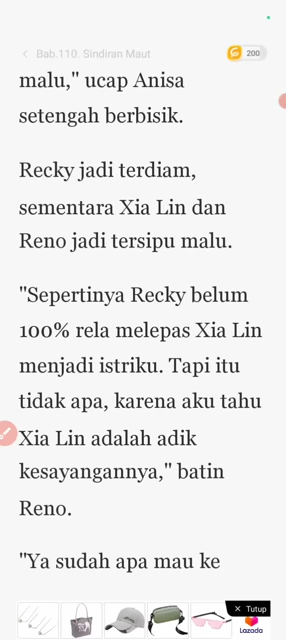 Bab.110. Sindiran Maut
200
malu," ucap Anisa
setengah berbisik.
Recky jadi terdiam,
sementara Xia Lin dan
Reno jadi tersipu malu.
"Sepertinya Recky belum
100% rela melepas Xia Lin
menjadi istriku. Tapi itu
tidak apa, karena aku tahu
Xia Lin adalah adik
kesayangannya," batin
Reno.
"Ya sudah apa mau ke
Tutup
Lazada